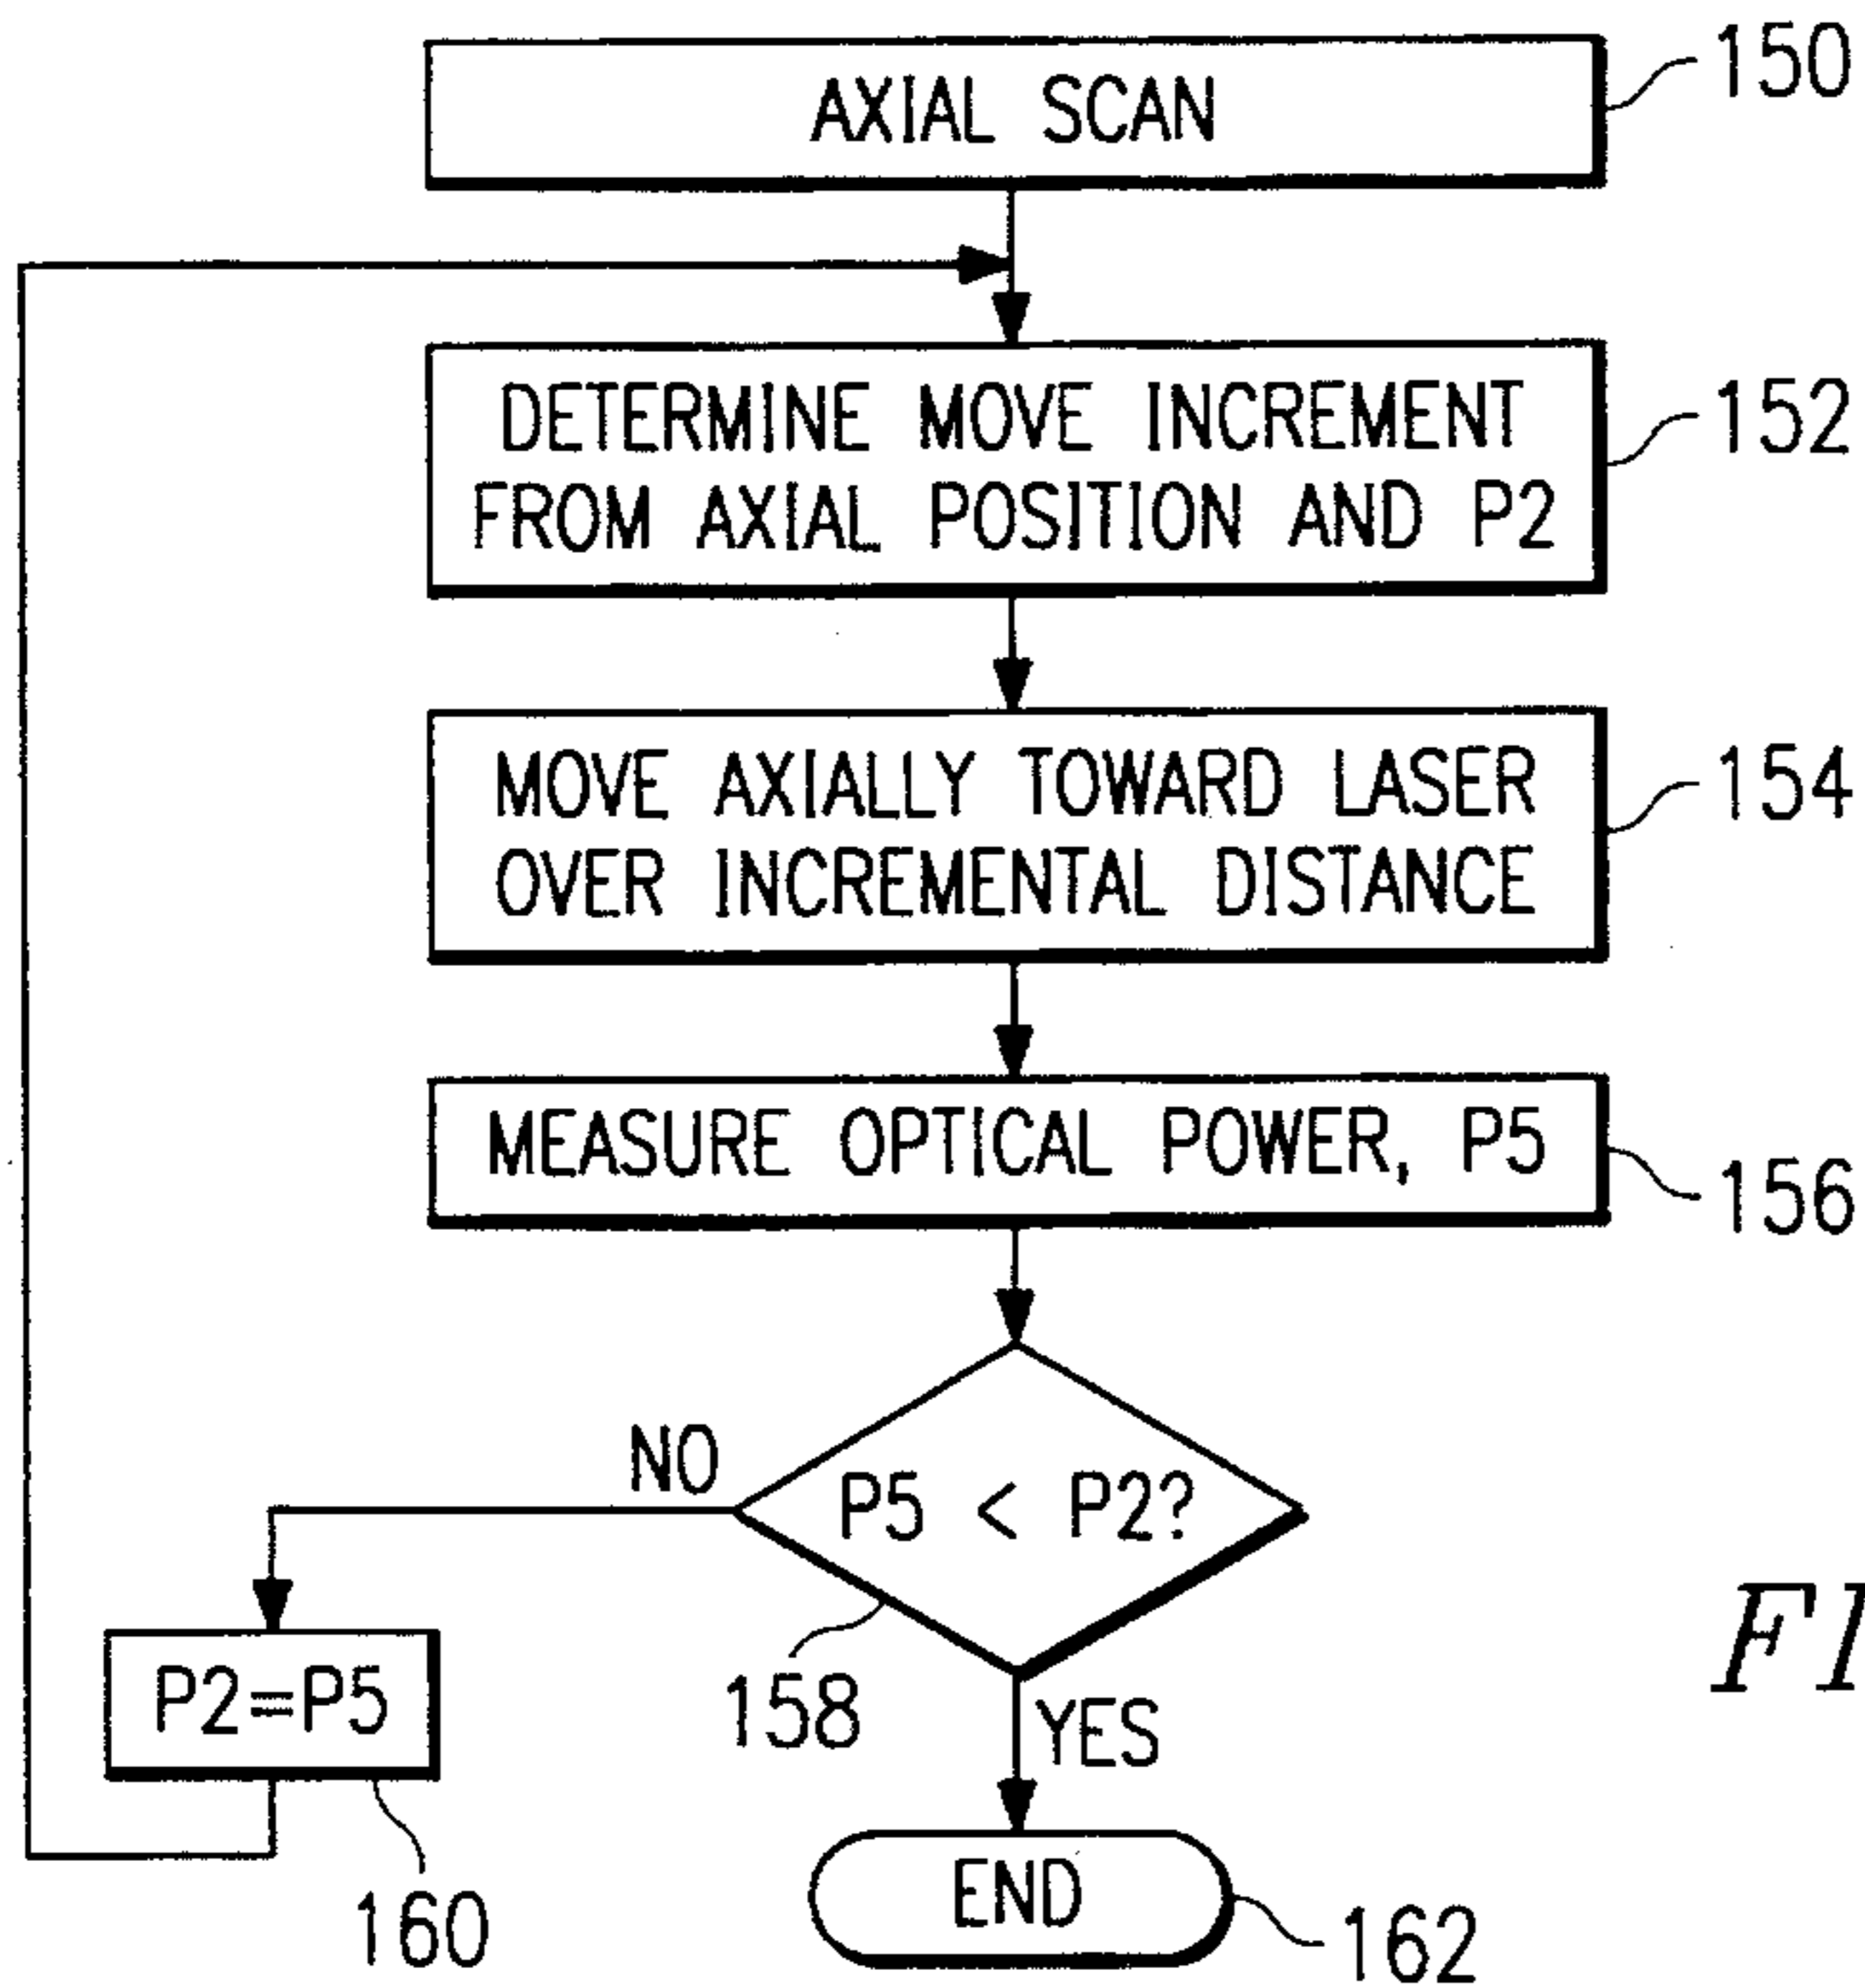 AXIAL SCAN
150
DETERMINE MOVE INCREMENT
FROM AXIAL POSITION AND P2
152
MOVE AXIALLY TOWARD LASER
OVER INCREMENTAL DISTANCE
154
MEASURE OPTICAL POWER, P5
156
NO
P5 < P2?
158
YES
P2=P5
160
END
162